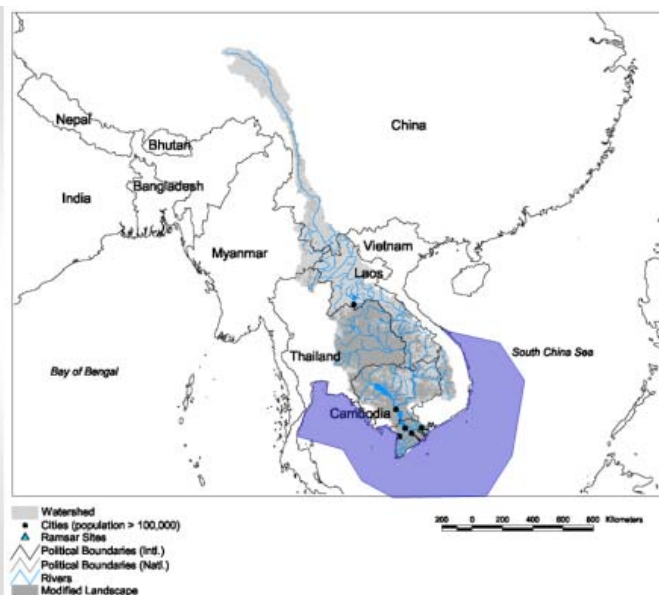 China
Nepal
Bhutan
Bangladesh
India
Myanmar
Vietnam
Laos
Thailand
South China Sea
Bay of Bengal
Cambodia
Watershed
Cities (population > 100,000)
Ramsar Sites
Political Boundaries (Intl.)
Political Boundaries (Natl.)
Rivers
Modified Landscape
200 0 200 400 600 800 Kilometers